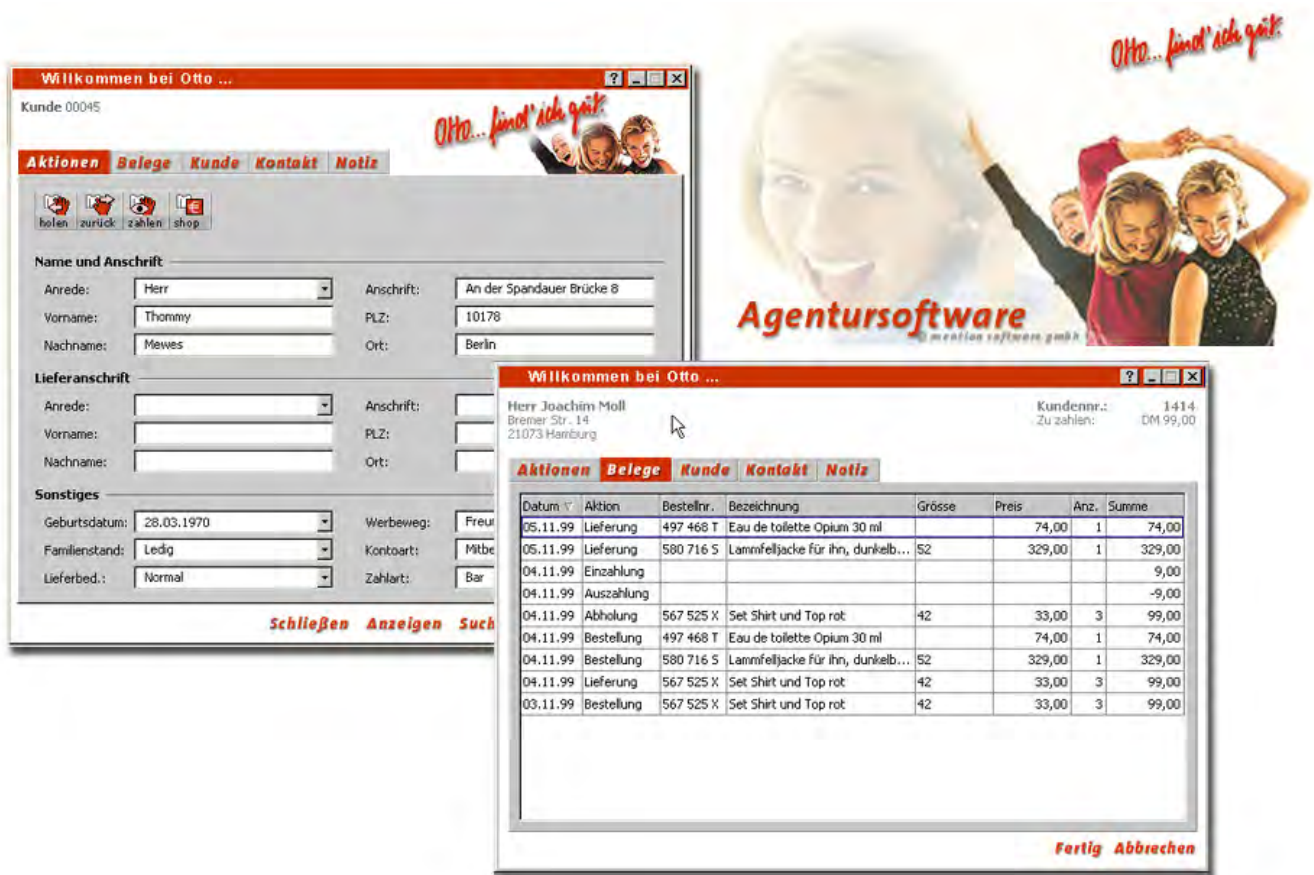 Willkommen bei Otto ...
Kunde 00045
Otto... find' ich gut.
Aktionen Belege Kunde Kontakt Notiz
holen zurück zahlen shop
Name und Anschrift
Anrede: Herr Anschrift: An der Spandauer Brücke 8
Vorname: Thommy PLZ: 10178
Nachname: Mewes Ort: Berlin
Lieferanschrift
Anrede: Anschrift:
Vorname: PLZ:
Nachname: Ort:
Sonstiges
Geburtsdatum: 28.03.1970 Werbeweg: Freu
Familienstand: Ledig Kontoart: Mitbe
Lieferbed.: Normal Zahlart: Bar
Schließen Anzeigen Such
Otto... find' ich gut.
Agentursoftware
© mention software gmbh
Willkommen bei Otto ...
Herr Joachim Moll Kundennr.: 1414
Bremer Str. 14 Zu zahlen: DM 99,00
21073 Hamburg
Aktionen Belege Kunde Kontakt Notiz
Datum Aktion Bestellnr. Bezeichnung Grösse Preis Anz. Summe
05.11.99 Lieferung 497 468 T Eau de toilette Opium 30 ml 74,00 1 74,00
05.11.99 Lieferung 580 716 S Lammfelljacke für ihn, dunkelb... 52 329,00 1 329,00
04.11.99 Einzahlung 9,00
04.11.99 Auszahlung -9,00
04.11.99 Abholung 567 525 X Set Shirt und Top rot 42 33,00 3 99,00
04.11.99 Bestellung 497 468 T Eau de toilette Opium 30 ml 74,00 1 74,00
04.11.99 Bestellung 580 716 S Lammfelljacke für ihn, dunkelb... 52 329,00 1 329,00
04.11.99 Lieferung 567 525 X Set Shirt und Top rot 42 33,00 3 99,00
03.11.99 Bestellung 567 525 X Set Shirt und Top rot 42 33,00 3 99,00
Fertig Abbrechen